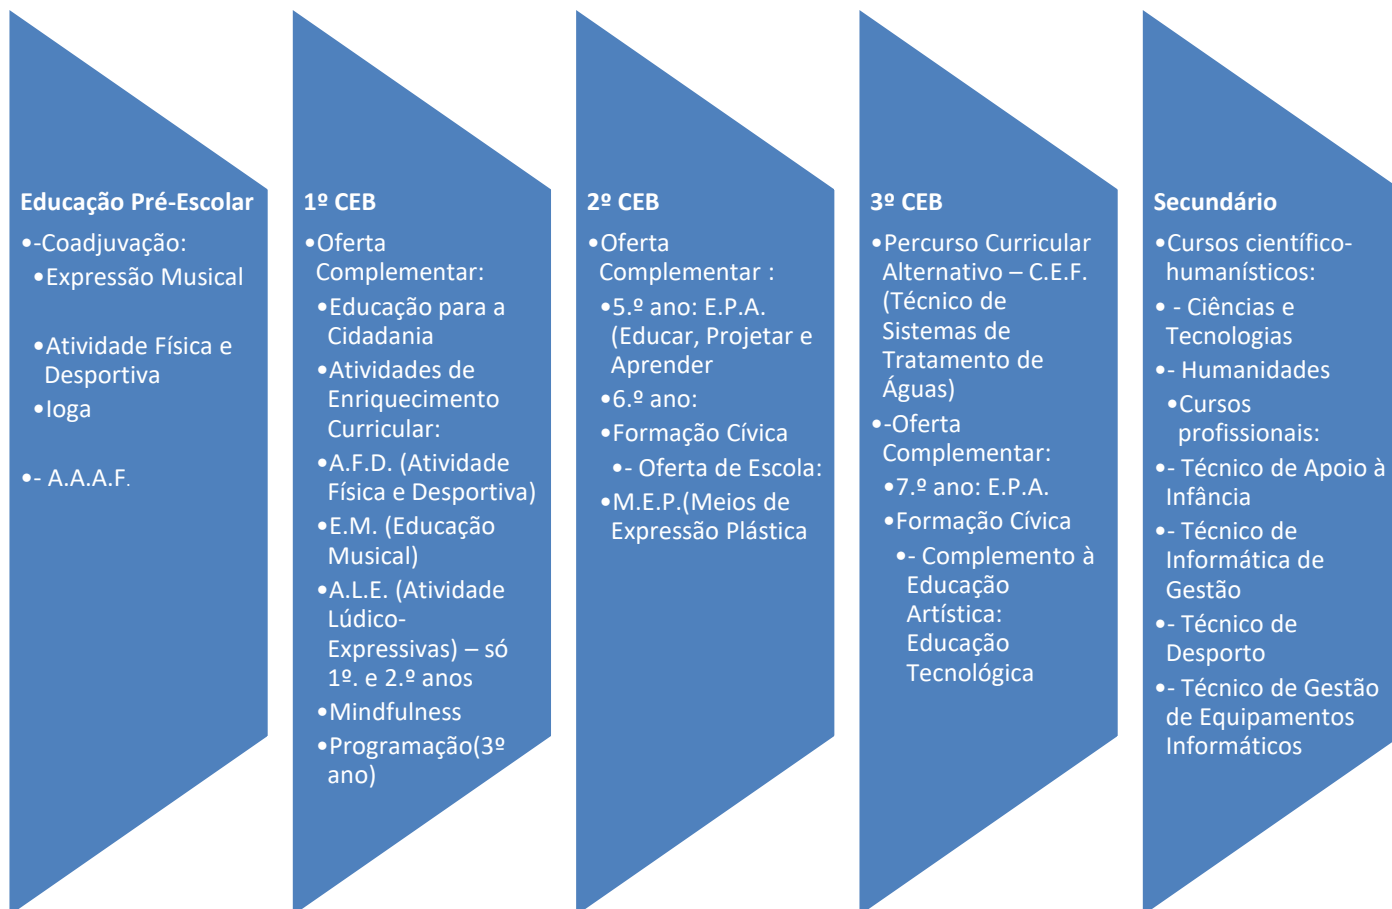 Educação Pré-Escolar
•-Coadjuvação:
•Expressão Musical
•Atividade Física e
Desportiva
•Ioga
•- A.A.A.F.
1º CEB
•Oferta
Complementar:
•Educação para a
Cidadania
•Atividades de
Enriquecimento
Curricular:
•A.F.D. (Atividade
Física e Desportiva)
•E.M. (Educação
Musical)
•A.L.E. (Atividade
Lúdico-
Expressivas) – só
1º. e 2.º anos
•Mindfulness
•Programação(3º
ano)
2º CEB
•Oferta
Complementar :
•5.º ano: E.P.A.
(Educar, Projetar e
Aprender
•6.º ano:
•Formação Cívica
•- Oferta de Escola:
•M.E.P.(Meios de
Expressão Plástica
3º CEB
•Percurso Curricular
Alternativo – C.E.F.
(Técnico de
Sistemas de
Tratamento de
Águas)
•-Oferta
Complementar:
•7.º ano: E.P.A.
•Formação Cívica
•- Complemento à
Educação
Artística:
Educação
Tecnológica
Secundário
•Cursos científico-
humanísticos:
• - Ciências e
Tecnologias
•- Humanidades
•Cursos
profissionais:
•- Técnico de Apoio à
Infância
•- Técnico de
Informática de
Gestão
•- Técnico de
Desporto
•- Técnico de Gestão
de Equipamentos
Informáticos